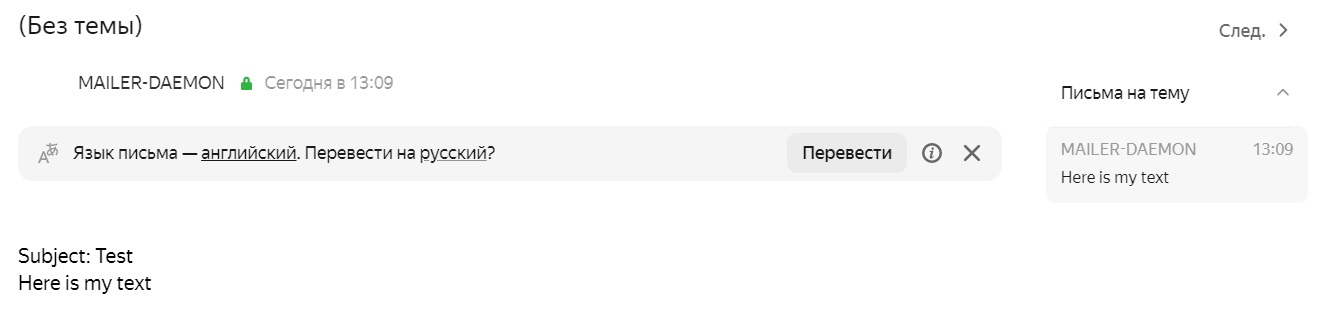 (Без темы)
След.
MAILER-DAEMON Сегодня в 13:09
Письма на тему
Язык письма — английский. Перевести на русский? Перевести
MAILER-DAEMON 13:09
Here is my text
Subject: Test
Here is my text